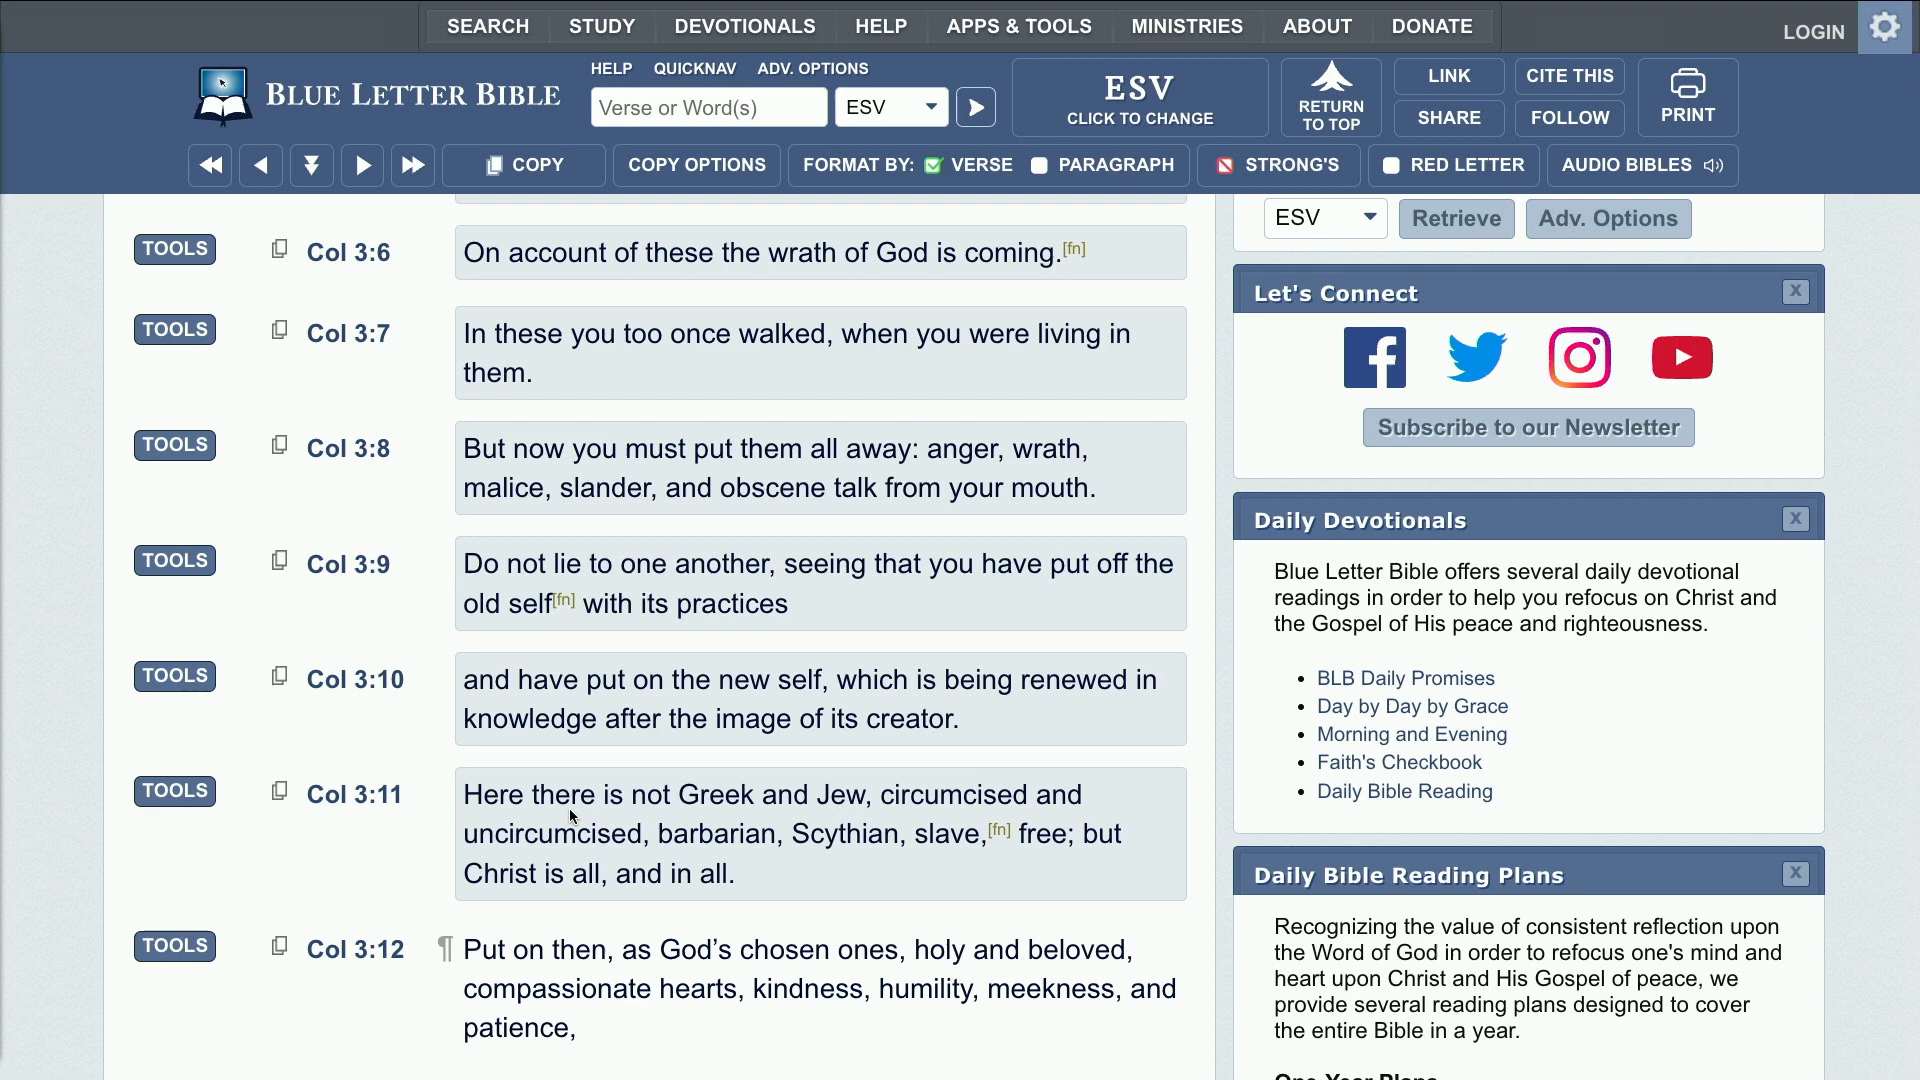 SEARCH STUDY DEVOTIONALS HELP APPS & TOOLS MINISTRIES ABOUT DONATE LOGIN
BLUE LETTER BIBLE
HELP QUICKNAV ADV. OPTIONS
Verse or Word(s) ESV
ESV
CLICK TO CHANGE
RETURN
TO TOP
LINK CITE THIS
SHARE FOLLOW
PRINT
COPY COPY OPTIONS FORMAT BY: VERSE PARAGRAPH STRONG'S RED LETTER AUDIO BIBLES
TOOLS Col 3:6 On account of these the wrath of God is coming.[fn]
TOOLS Col 3:7 In these you too once walked, when you were living in
them.
TOOLS Col 3:8 But now you must put them all away: anger, wrath,
malice, slander, and obscene talk from your mouth.
TOOLS Col 3:9 Do not lie to one another, seeing that you have put off the
old self[fn] with its practices
TOOLS Col 3:10 and have put on the new self, which is being renewed in
knowledge after the image of its creator.
TOOLS Col 3:11 Here there is not Greek and Jew, circumcised and
uncircumcised, barbarian, Scythian, slave,[fn] free; but
Christ is all, and in all.
TOOLS Col 3:12 ¶ Put on then, as God’s chosen ones, holy and beloved,
compassionate hearts, kindness, humility, meekness, and
patience,
ESV Retrieve Adv. Options
Let's Connect X
Subscribe to our Newsletter
Daily Devotionals X
Blue Letter Bible offers several daily devotional
readings in order to help you refocus on Christ and
the Gospel of His peace and righteousness.
• BLB Daily Promises
• Day by Day by Grace
• Morning and Evening
• Faith's Checkbook
• Daily Bible Reading
Daily Bible Reading Plans X
Recognizing the value of consistent reflection upon
the Word of God in order to refocus one's mind and
heart upon Christ and His Gospel of peace, we
provide several reading plans designed to cover
the entire Bible in a year.
One-Year Plans